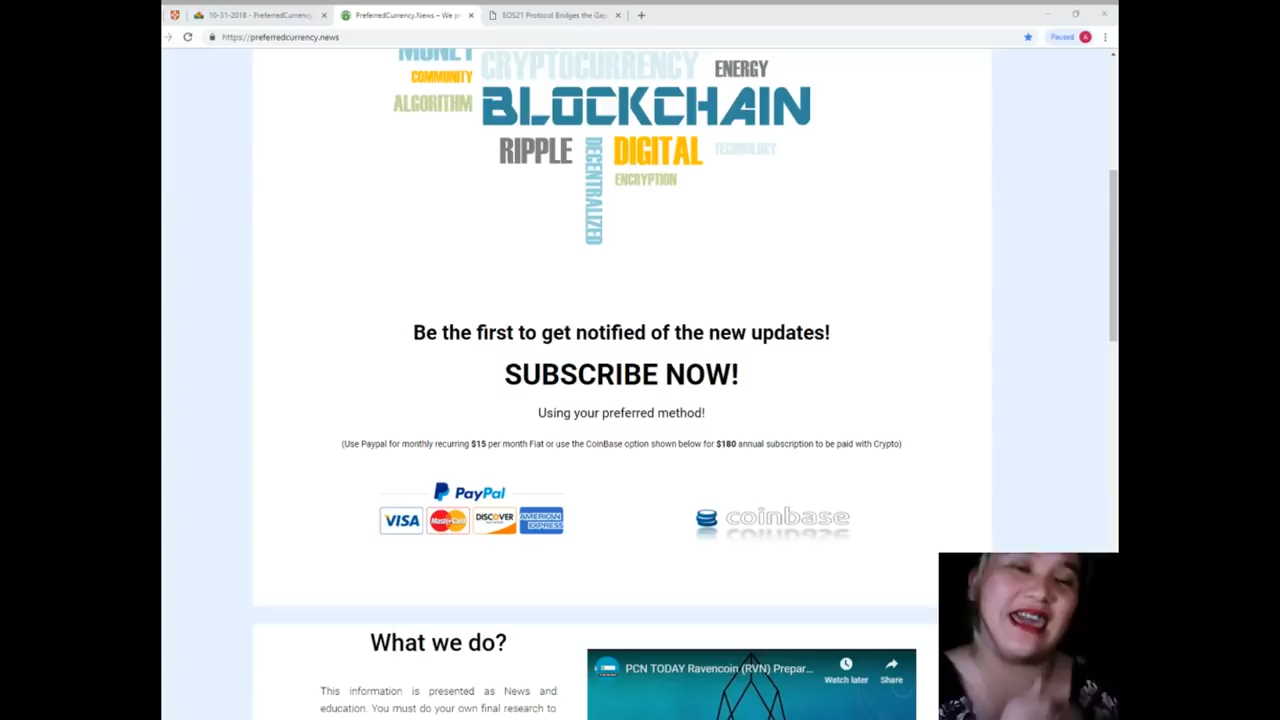 10-31-2018 - PreferredCurrency
PreferredCurrency.News – We pr
EOS21 Protocol Bridges the Gap
https://preferredcurrency.news
Paused
A
MONEY
CRYPTOCURRENCY
ENERGY
COMMUNITY
ALGORITHM
BLOCKCHAIN
RIPPLE
DECENTRALIZED
DIGITAL
TECHNOLOGY
ENCRYPTION
Be the first to get notified of the new updates!
SUBSCRIBE NOW!
Using your preferred method!
(Use Paypal for monthly recurring $15 per month Fiat or use the CoinBase option shown below for $180 annual subscription to be paid with Crypto)
PayPal
VISA
MasterCard
DISCOVER
AMERICAN
EXPRESS
coinbase
What we do?
This information is presented as News and
education. You must do your own final research to
PCN TODAY Ravencoin (RVN) Prepar...
Watch later
Share